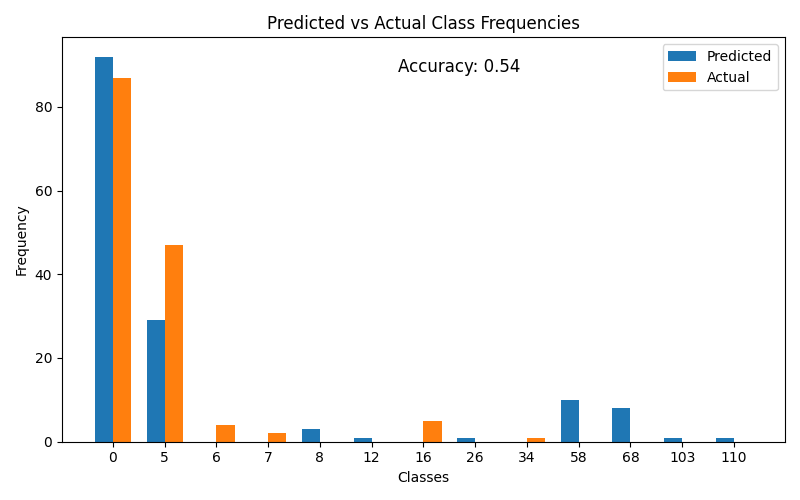 Predicted vs Actual Class Frequencies
Accuracy: 0.54
Predicted
Actual
Frequency
80
60
40
20
0
0 5 6 7 8 12 16 26 34 58 68 103 110
Classes